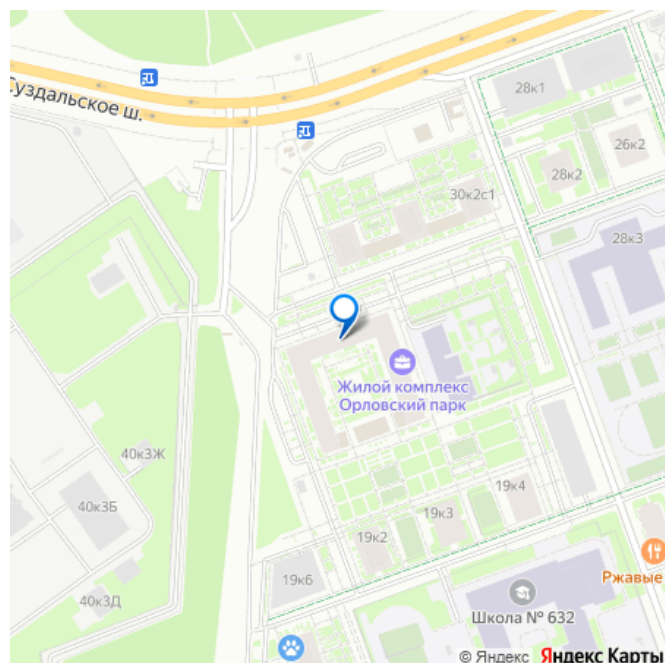 уздальское ш.
28к1
26к2
28к2
30к2с1
28к3
Жилой комплекс
Орловский парк
40к3Ж
40к3Б
19к4
19к3
19к2
Ржавые
19к6
40к3Д
Школа № 632
© Яндекс Яндекс Карты